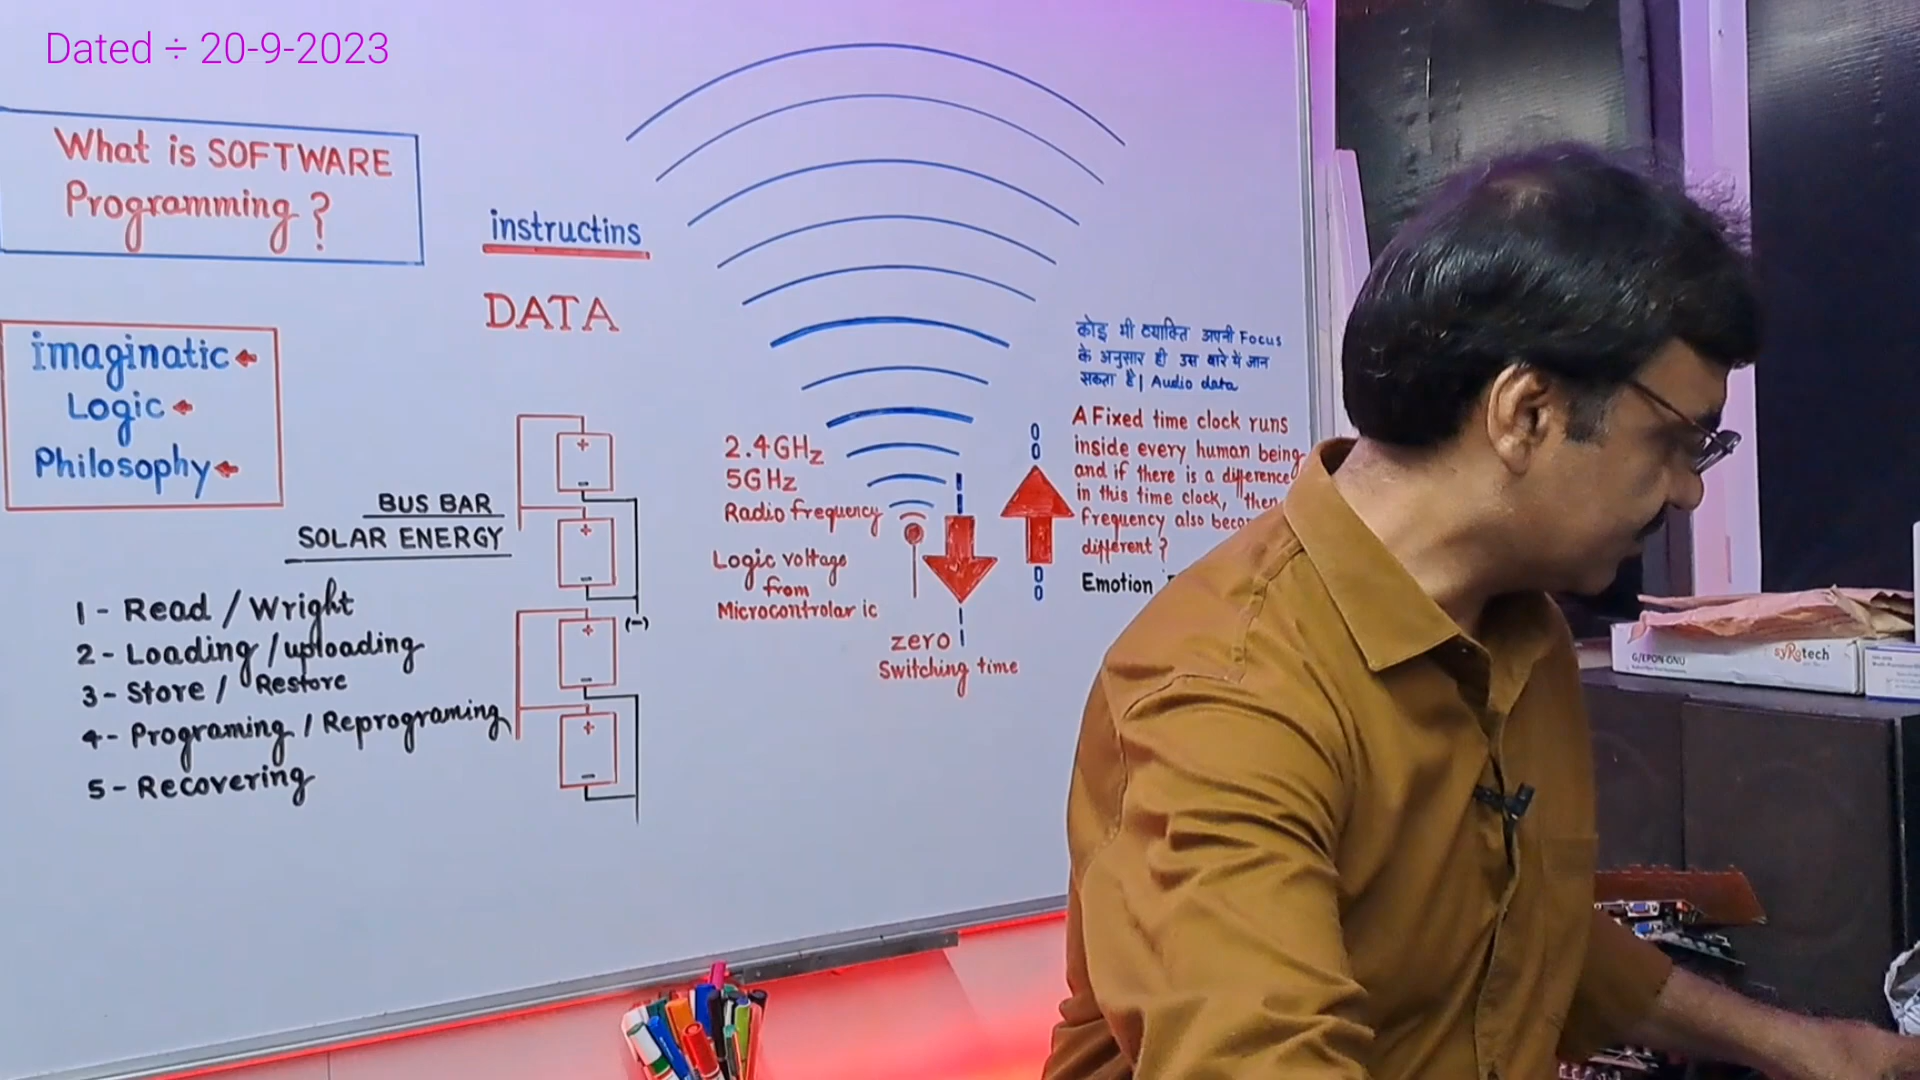 Dated ÷ 20-9-2023
What is SOFTWARE
Programming ?
instructins
DATA
imaginatic
Logic
Philosophy
BUS BAR
SOLAR ENERGY
1 - Read / Wright
2 - Loading / uploading
3 - Store / Restore
4 - Programing / Reprograming
5 - Recovering
+
-
+
-
(-)
+
-
+
-
2.4GHz
5GHz
Radio frequency
Logic voltage
from
Microcontrolar ic
zero
Switching time
0
0
0
0
कोइ भी व्याक्ति अपनी Focus
के अनुसार ही उस बारे में जान
सकता है| Audio data
A Fixed time clock runs
inside every human being
and if there is a difference
in this time clock, "then
frequency also
different ?
Emotion
G/EPON ONU
syRotech